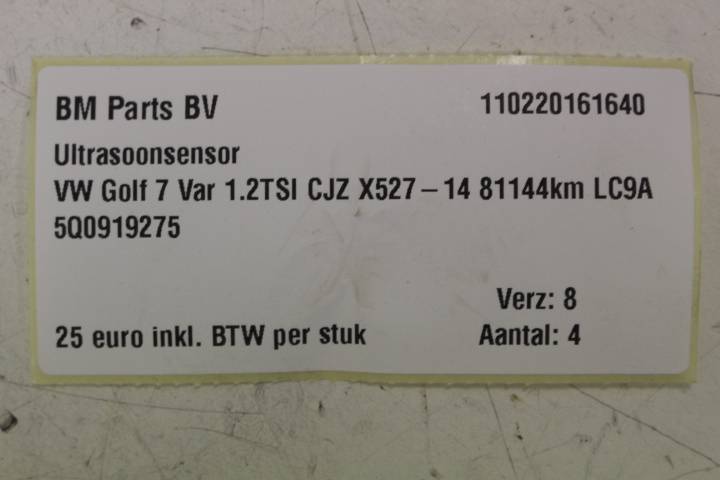 BM Parts BV 110220161640
Ultrasoonsensor
VW Golf 7 Var 1.2TSI CJZ X527-14 81144km LC9A
5Q0919275
Verz: 8
25 euro inkl. BTW per stuk Aantal: 4